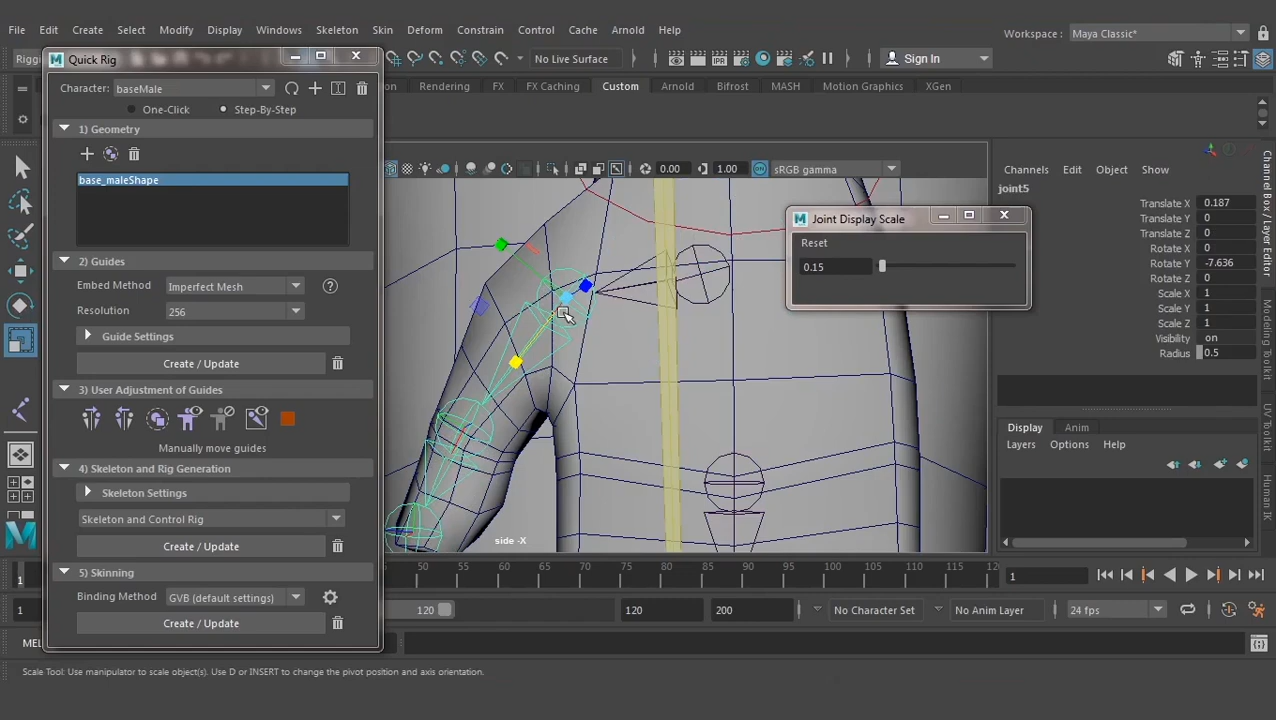 File Edit Create Select Modify Display Windows Skeleton Skin Deform Constrain Control Cache Arnold Help
Workspace : Maya Classic*
Quick Rig
No Live Surface
Sign In
Character: baseMale
Rendering FX FX Caching Custom Arnold Bifrost MASH Motion Graphics XGen
One-Click Step-By-Step
1) Geometry
base_maleShape
0.00 1.00 sRGB gamma
Channels Edit Object Show
joint5
Translate X 0.187
Translate Y 0
Translate Z 0
Rotate X 0
Rotate Y -7.636
Rotate Z 0
Scale X 1
Scale Y 1
Scale Z 1
Visibility on
Radius 0.5
Joint Display Scale
Reset
0.15
2) Guides
Embed Method Imperfect Mesh
Resolution 256
Guide Settings
Create / Update
3) User Adjustment of Guides
Manually move guides
4) Skeleton and Rig Generation
Skeleton Settings
Skeleton and Control Rig
Create / Update
5) Skinning
Binding Method GVB (default settings)
Create / Update
Display Anim
Layers Options Help
Channel Box / Layer Editor
Modeling Toolkit
UV Toolkit
Human IK
side -X
1 45 50 55 60 65 70 75 80 85 90 95 100 105 110 115 12
1
1 120 120 200 No Character Set No Anim Layer 24 fps
MEL
Scale Tool: Use manipulator to scale object(s). Use D or INSERT to change the pivot position and axis orientation.